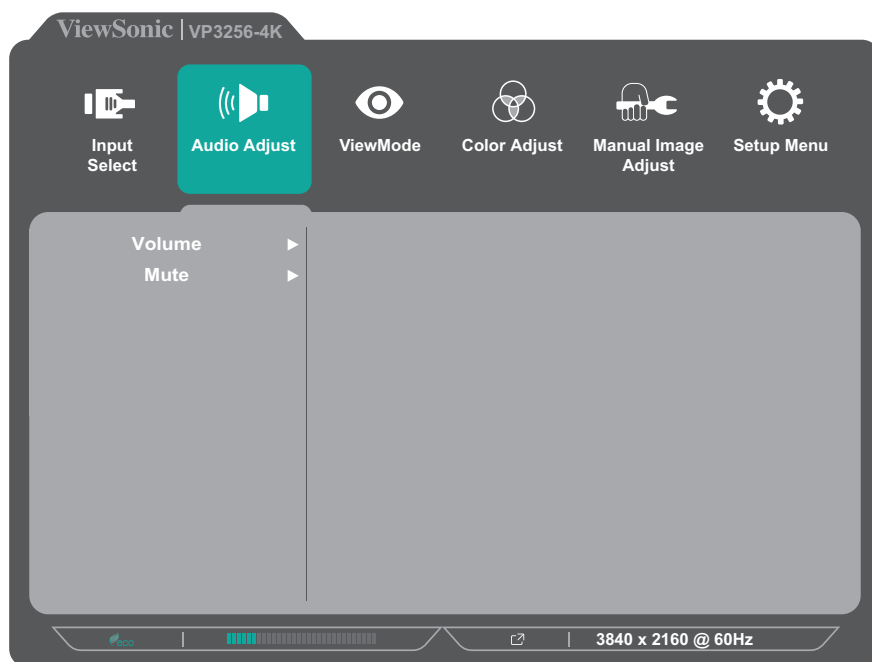 ViewSonic | VP3256-4K
Input
Select
Audio Adjust
ViewMode
Color Adjust
Manual Image
Adjust
Setup Menu
Volume
Mute
eco
3840 x 2160 @ 60Hz